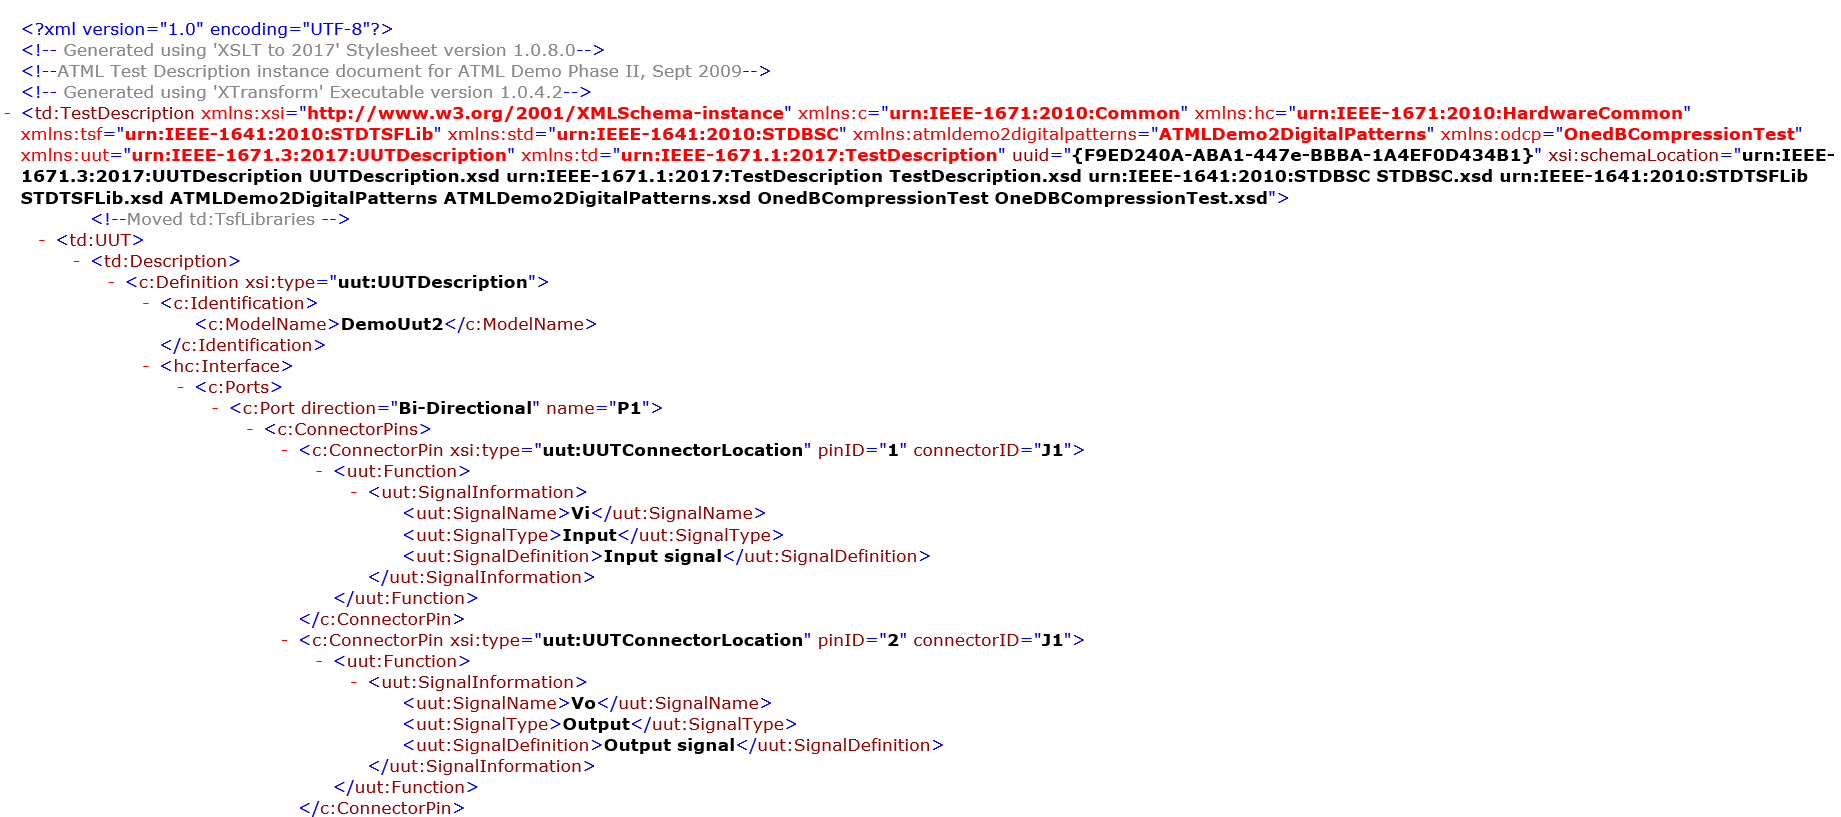 <?xml version="1.0" encoding="UTF-8"?>
<!-- Generated using 'XSLT to 2017' Stylesheet version 1.0.8.0-->
<!--ATML Test Description instance document for ATML Demo Phase II, Sept 2009-->
<!-- Generated using 'XTransform' Executable version 1.0.4.2-->
- <td:TestDescription xmlns:xsi="http://www.w3.org/2001/XMLSchema-instance" xmlns:c="urn:IEEE-1671:2010:Common" xmlns:hc="urn:IEEE-1671:2010:HardwareCommon"
xmlns:tsf="urn:IEEE-1641:2010:STDTSFLib" xmlns:std="urn:IEEE-1641:2010:STDBSC" xmlns:atmldemo2digitalpatterns="ATMLDemo2DigitalPatterns" xmlns:odcp="OnedBCompressionTest"
xmlns:uut="urn:IEEE-1671.3:2017:UUTDescription" xmlns:td="urn:IEEE-1671.1:2017:TestDescription" uuid="{F9ED240A-ABA1-447e-BBBA-1A4EF0D434B1}" xsi:schemaLocation="urn:IEEE-
1671.3:2017:UUTDescription UUTDescription.xsd urn:IEEE-1671.1:2017:TestDescription TestDescription.xsd urn:IEEE-1641:2010:STDBSC STDBSC.xsd urn:IEEE-1641:2010:STDTSFLib
STDTSFLib.xsd ATMLDemo2DigitalPatterns ATMLDemo2DigitalPatterns.xsd OnedBCompressionTest OneDBCompressionTest.xsd">
<!--Moved td:TsfLibraries -->
- <td:UUT>
- <td:Description>
- <c:Definition xsi:type="uut:UUTDescription">
- <c:Identification>
<c:ModelName>DemoUut2</c:ModelName>
</c:Identification>
- <hc:Interface>
- <c:Ports>
- <c:Port direction="Bi-Directional" name="P1">
- <c:ConnectorPins>
- <c:ConnectorPin xsi:type="uut:UUTConnectorLocation" pinID="1" connectorID="J1">
- <uut:Function>
- <uut:SignalInformation>
<uut:SignalName>Vi</uut:SignalName>
<uut:SignalType>Input</uut:SignalType>
<uut:SignalDefinition>Input signal</uut:SignalDefinition>
</uut:SignalInformation>
</uut:Function>
</c:ConnectorPin>
- <c:ConnectorPin xsi:type="uut:UUTConnectorLocation" pinID="2" connectorID="J1">
- <uut:Function>
- <uut:SignalInformation>
<uut:SignalName>Vo</uut:SignalName>
<uut:SignalType>Output</uut:SignalType>
<uut:SignalDefinition>Output signal</uut:SignalDefinition>
</uut:SignalInformation>
</uut:Function>
</c:ConnectorPin>